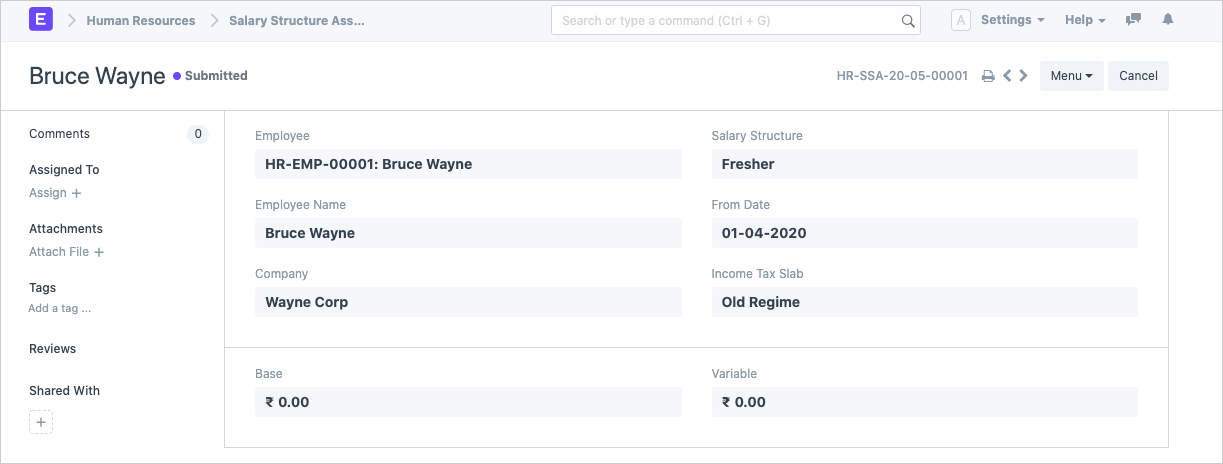 E Human Resources Salary Structure Ass... Search or type a command (Ctrl + G) A Settings Help
Bruce Wayne Submitted HR-SSA-20-05-00001 Menu Cancel
Comments 0
Assigned To
Assign +
Attachments
Attach File +
Tags
Add a tag ...
Reviews
Shared With
+
Employee
HR-EMP-00001: Bruce Wayne
Employee Name
Bruce Wayne
Company
Wayne Corp
Salary Structure
Fresher
From Date
01-04-2020
Income Tax Slab
Old Regime
Base
₹ 0.00
Variable
₹ 0.00